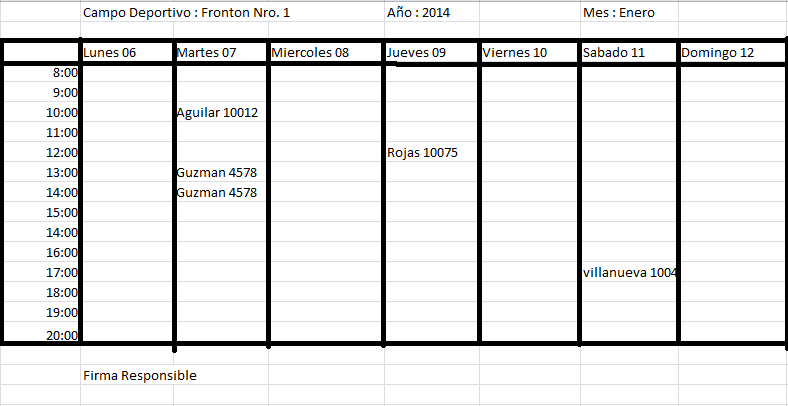 Campo Deportivo : Fronton Nro. 1 Año : 2014 Mes : Enero
Lunes 06 Martes 07 Miercoles 08 Jueves 09 Viernes 10 Sabado 11 Domingo 12
8:00
9:00
10:00 Aguilar 10012
11:00
12:00 Rojas 10075
13:00 Guzman 4578
14:00 Guzman 4578
15:00
14:00
16:00
17:00 villanueva 1004
18:00
19:00
20:00
Firma Responsible